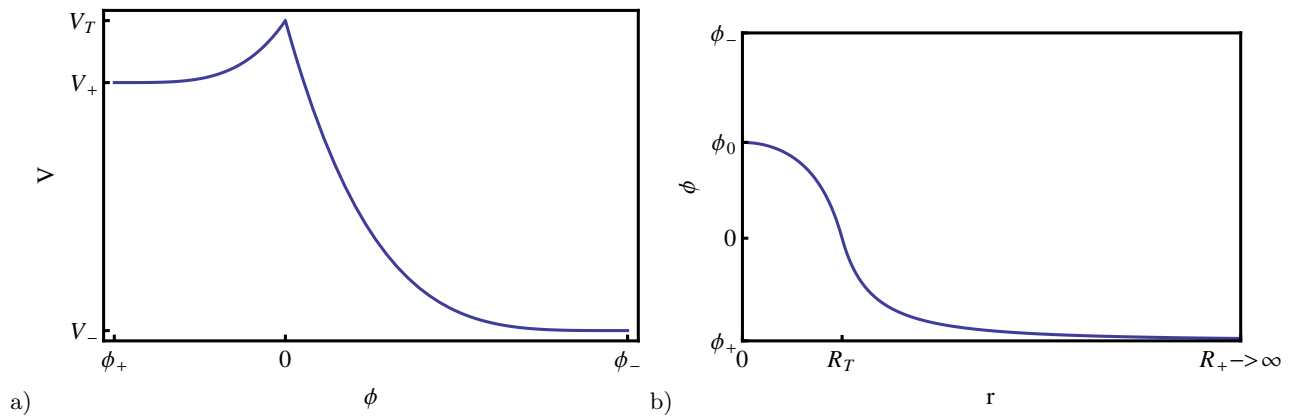 V_T
V_+
V
V_-
ϕ_+ 0 ϕ_-
a) ϕ
ϕ_-
ϕ_0
ϕ
0
ϕ_+
0 R_T R_+->∞
b) r